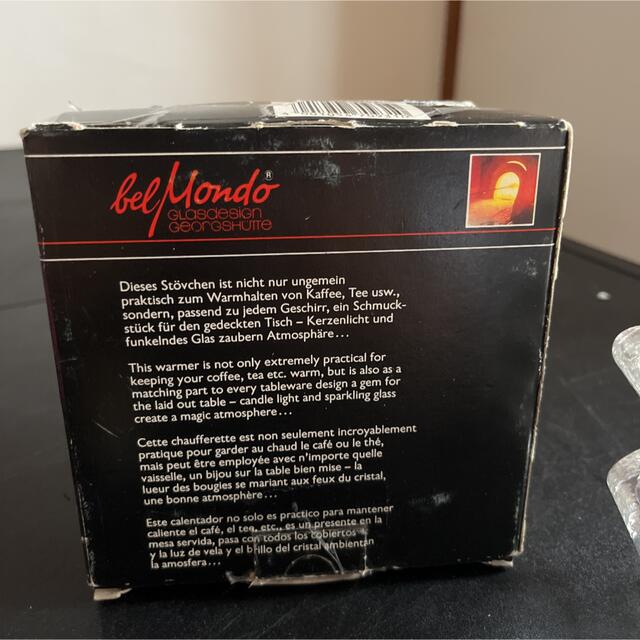 bel Mondo ®
GLASDESIGN
GEORGSHÜTTE
Dieses Stövchen ist nicht nur ungemein
praktisch zum Warmhalten von Kaffee, Tee usw.,
sondern, passend zu jedem Geschirr, ein Schmuck-
stück für den gedeckten Tisch – Kerzenlicht und
funkelndes Glas zaubern Atmosphäre...
This warmer is not only extremely practical for
keeping your coffee, tea etc. warm, but is also as a
matching part to every tableware design a gem for
the laid out table – candle light and sparkling glass
create a magic atmosphere...
Cette chaufferette est non seulement incroyablement
pratique pour garder au chaud le café ou le thé,
mais peut être employée avec n'importe quelle
vaisselle, un bijou sur la table bien mise – la
lueur des bougies se mariant aux feux du cristal,
une bonne atmosphère...
Este calentador no solo es practico para mantener
caliente el café, el tea, etc., es un presente en la
mesa servida, pasa con todos los cobiertos
y la luz de vela y el brillo del cristal ambientan
la amosfera...